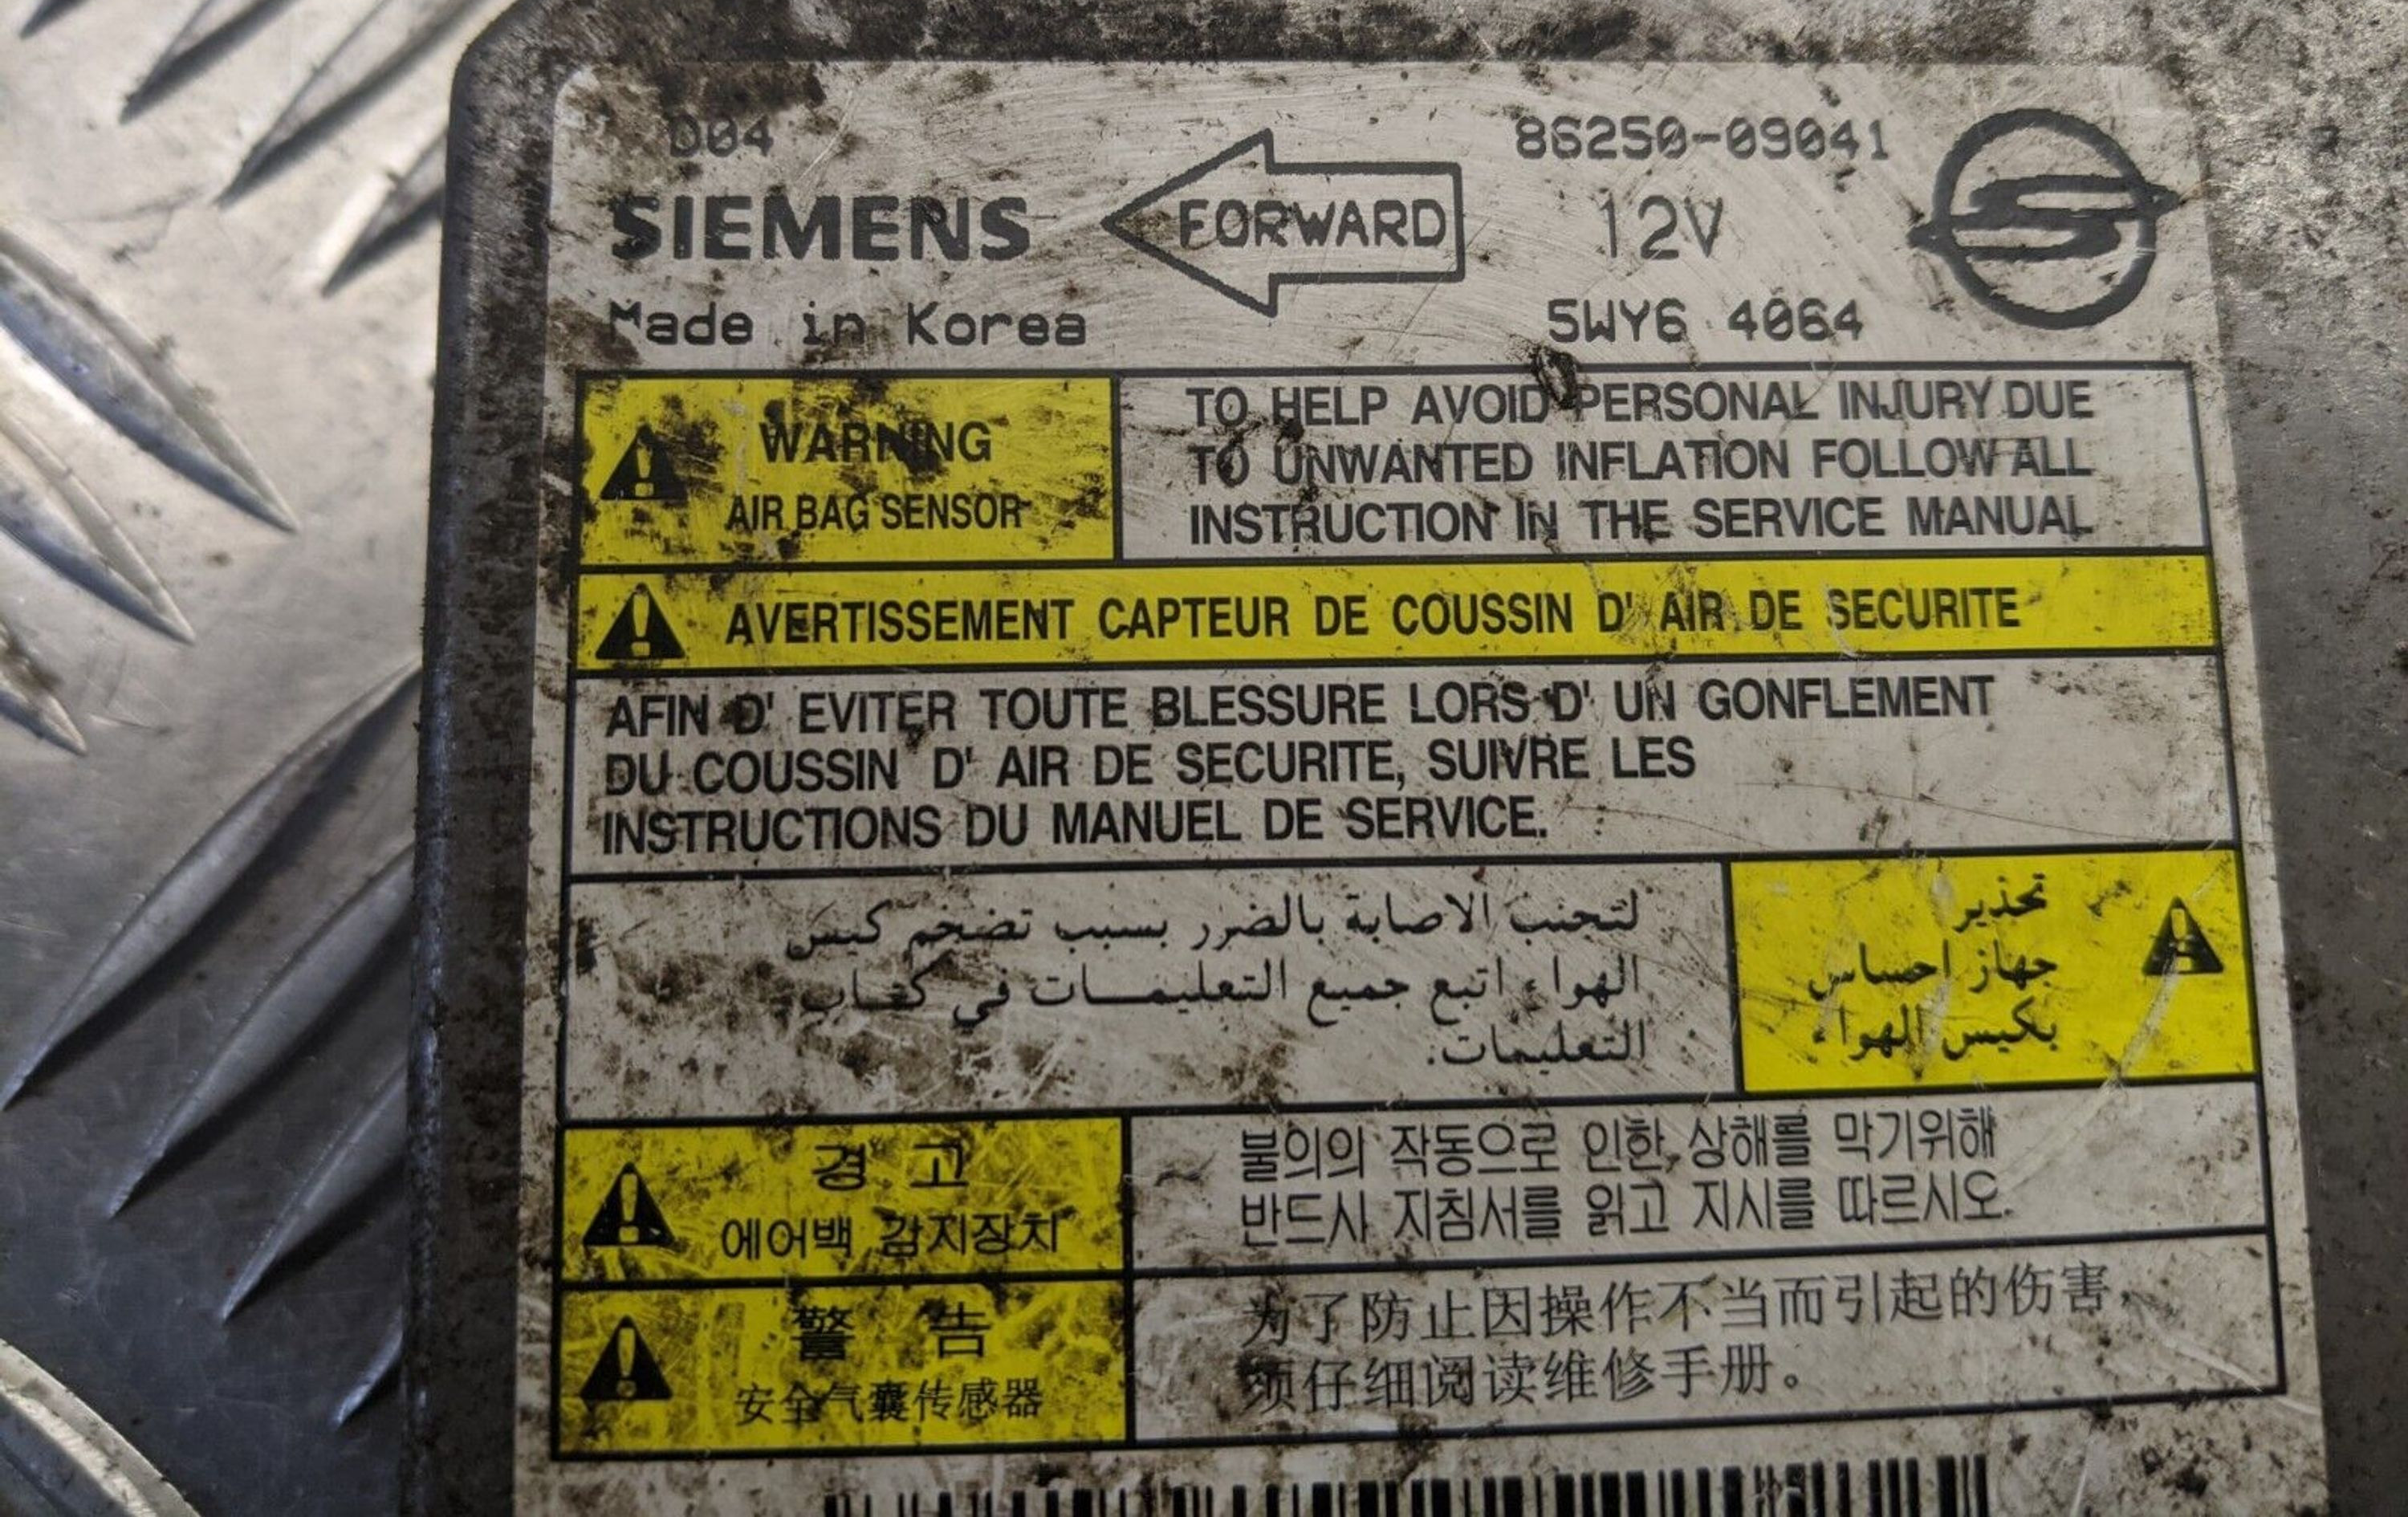 D04
86250-09041
SIEMENS
FORWARD
12V
Made in Korea
5WY6 4064
WARNING
AIR BAG SENSOR
TO HELP AVOID PERSONAL INJURY DUE
TO UNWANTED INFLATION FOLLOW ALL
INSTRUCTION IN THE SERVICE MANUAL
AVERTISSEMENT CAPTEUR DE COUSSIN D' AIR DE SECURITE
AFIN D' EVITER TOUTE BLESSURE LORS D' UN GONFLEMENT
DU COUSSIN D' AIR DE SECURITE, SUIVRE LES
INSTRUCTIONS DU MANUEL DE SERVICE.
تحذير
جهاز احساس
بكيس الهواء
لتجنب الاصابة بالضرر بسبب تضخم كيس
الهواء اتبع جميع التعليمـــات في كتـاب
التعليمات.
경 고
에어백 감지장치
불의의 작동으로 인한 상해를 막기위해
반드시 지침서를 읽고 지시를 따르시오.
警 告
安全气囊传感器
为了防止因操作不当而引起的伤害,
须仔细阅读维修手册。